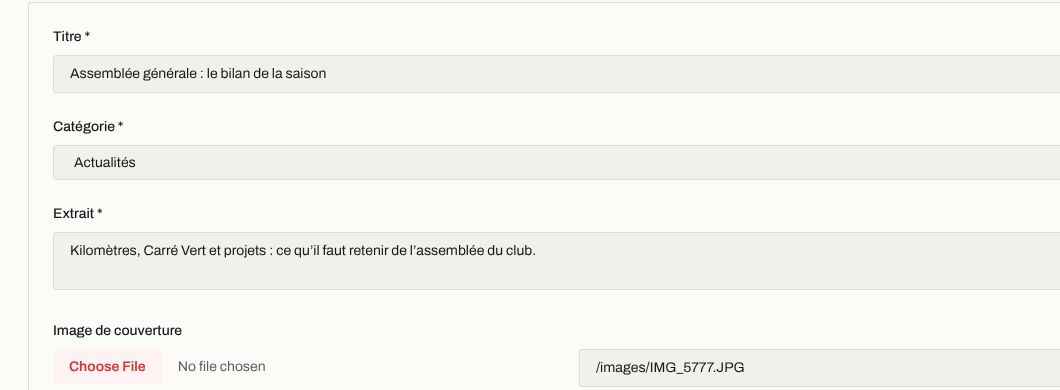 Titre *
Assemblée générale : le bilan de la saison
Catégorie *
Actualités
Extrait *
Kilomètres, Carré Vert et projets : ce qu’il faut retenir de l’assemblée du club.
Image de couverture
Choose File No file chosen /images/IMG_5777.JPG